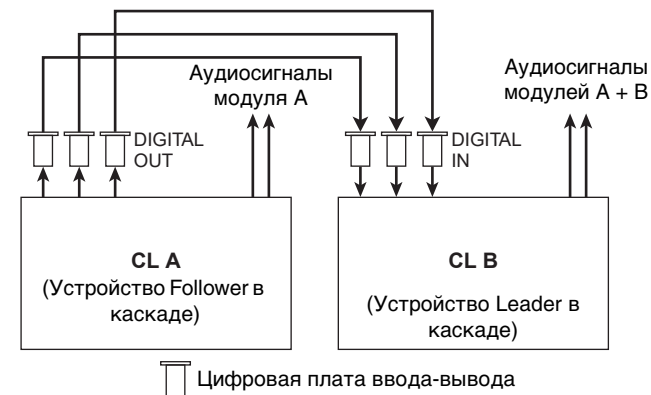 Аудиосигналы
модуля А
Аудиосигналы
модулей А + В
DIGITAL
OUT
DIGITAL
IN
CL A
(Устройство Follower в
каскаде)
CL B
(Устройство Leader в
каскаде)
Цифровая плата ввода-вывода